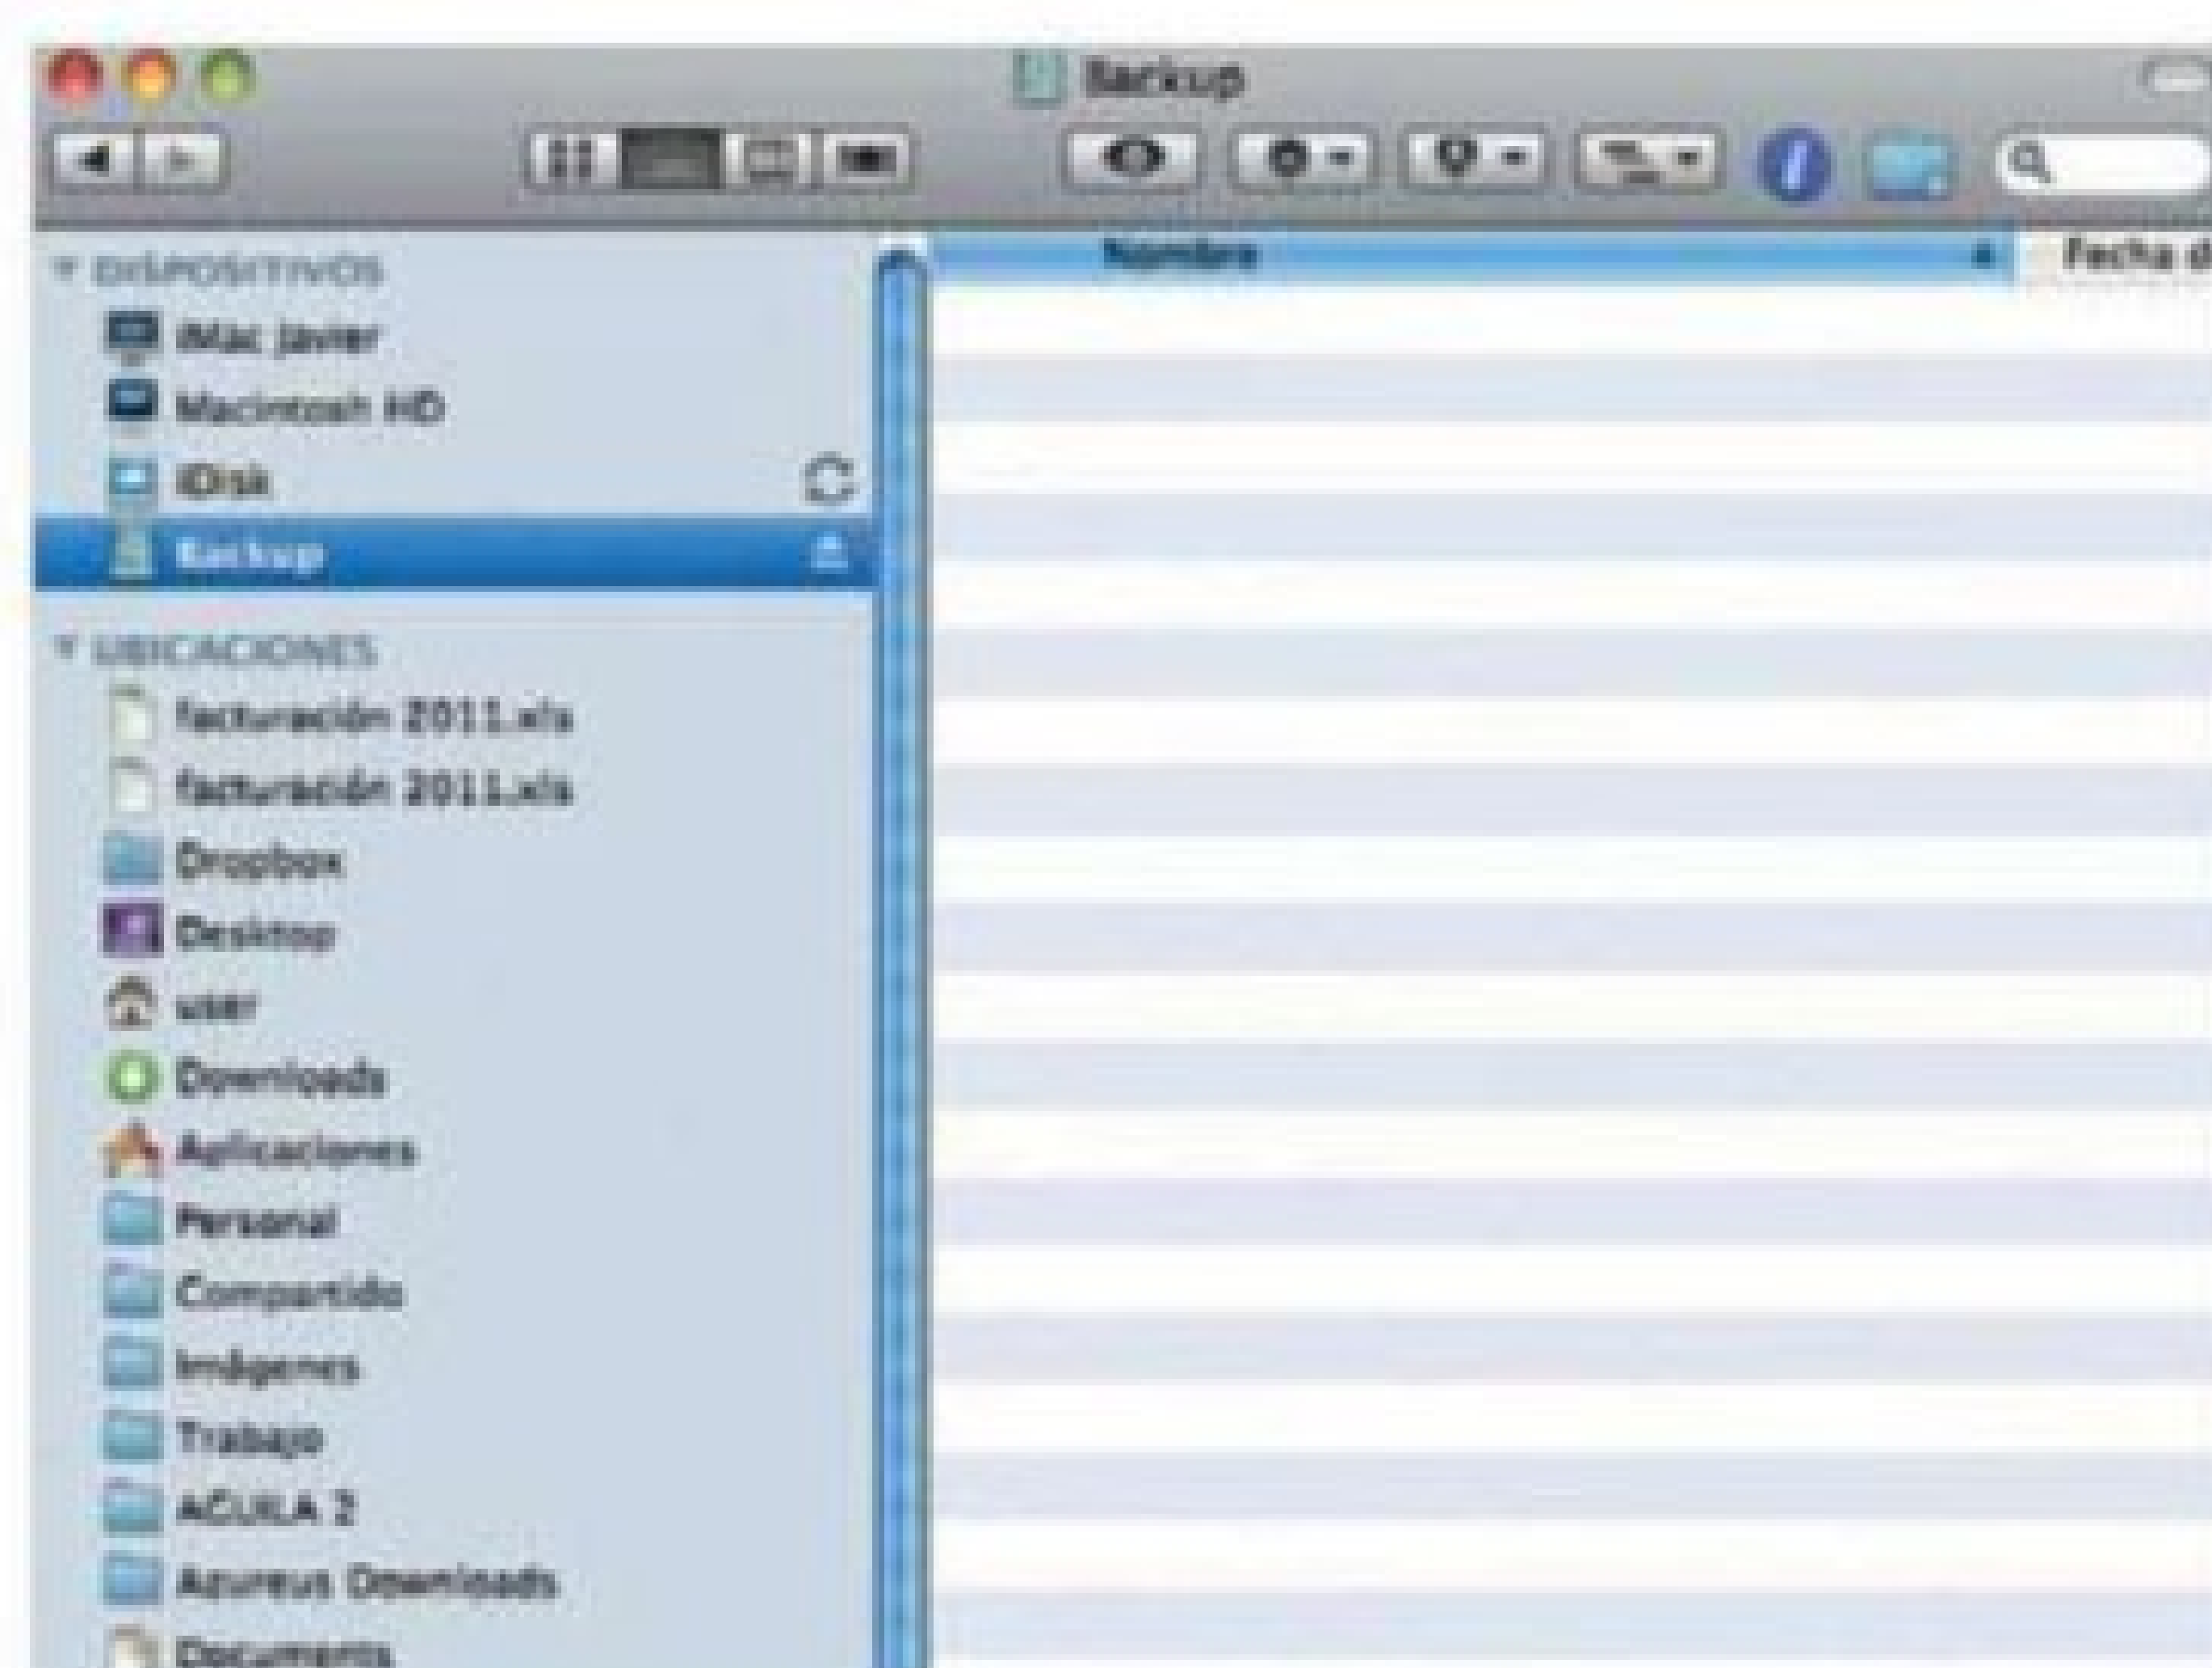 Backup
Nombre
Fecha d
DISPOSITIVOS
iMac Javier
Macintosh HD
iDisk
Backup
UBICACIONES
facturación 2011.xls
facturación 2011.xls
Dropbox
Desktop
user
Downloads
Aplicaciones
Personal
Compartido
Imágenes
Trabajo
2
Azureus Downloads
Documents